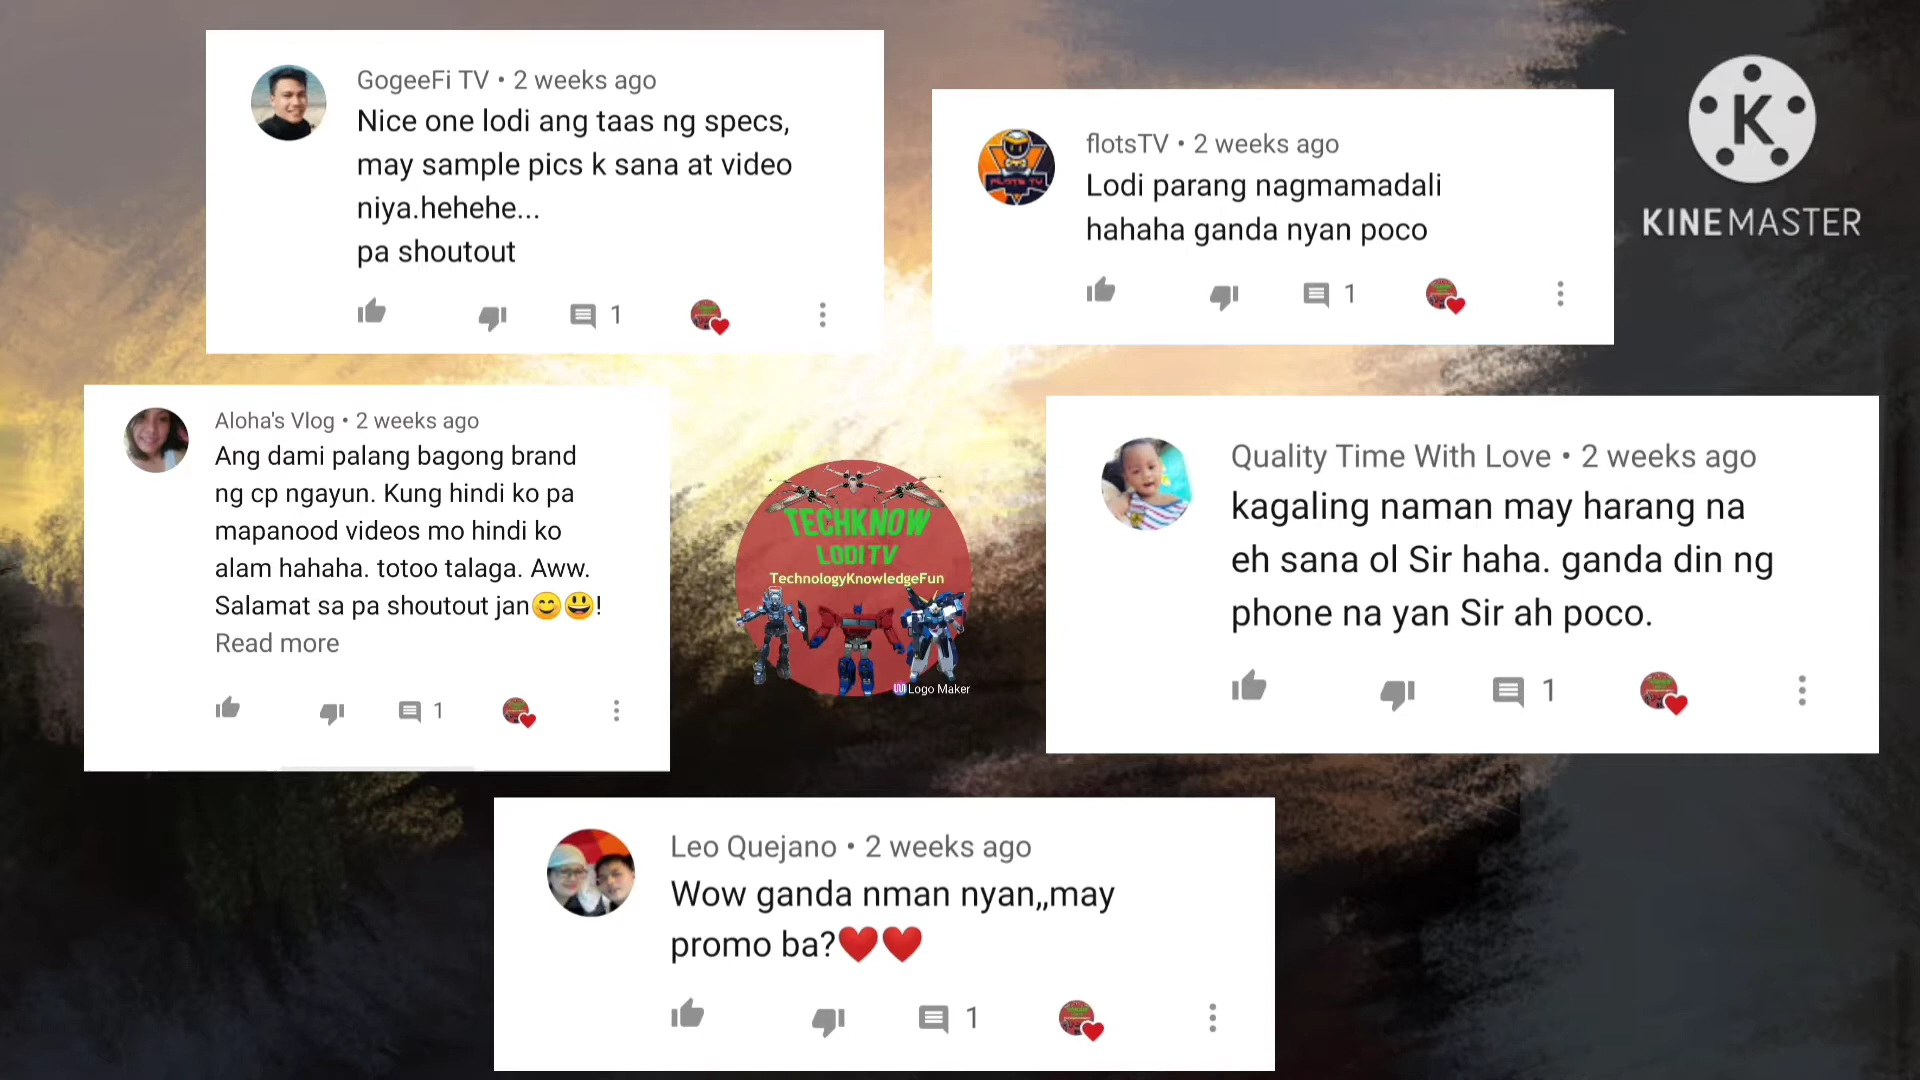 GogeeFi TV • 2 weeks ago
Nice one lodi ang taas ng specs,
may sample pics k sana at video
niya.hehehe...
pa shoutout
1
flotsTV • 2 weeks ago
Lodi parang nagmamadali
hahaha ganda nyan poco
1
K
KINEMASTER
Aloha's Vlog • 2 weeks ago
Ang dami palang bagong brand
ng cp ngayun. Kung hindi ko pa
mapanood videos mo hindi ko
alam hahaha. totoo talaga. Aww.
Salamat sa pa shoutout jan😊😃!
Read more
1
TECHKNOW
LODITV
TechnologyKnowledgeFun
Logo Maker
Quality Time With Love • 2 weeks ago
kagaling naman may harang na
eh sana ol Sir haha. ganda din ng
phone na yan Sir ah poco.
1
Leo Quejano • 2 weeks ago
Wow ganda nman nyan,,may
promo ba?❤️❤️
1